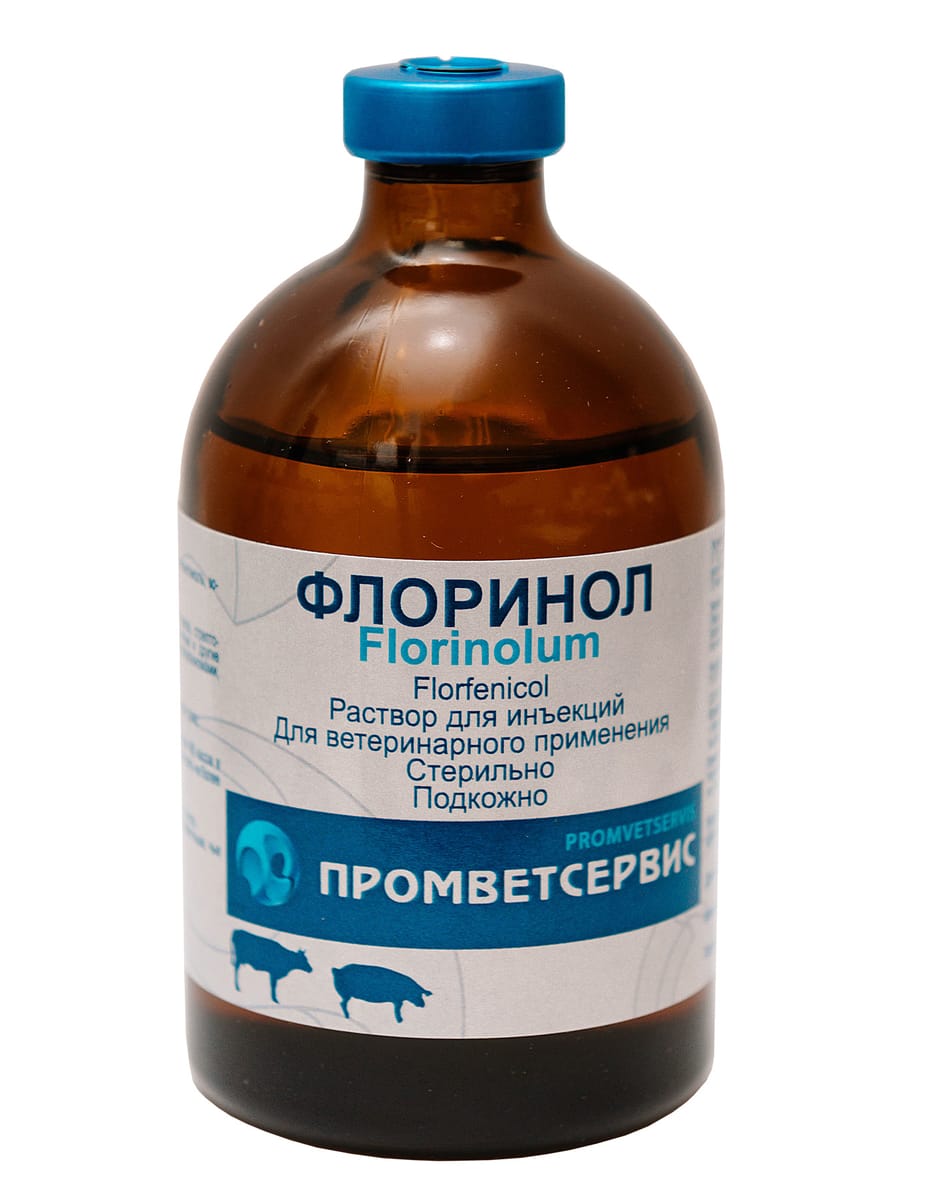 ФЛОРИНОЛ
Florinolum
Florfenicol
Раствор для инъекций
Для ветеринарного применения
Стерильно
Подкожно
PROMVETSERVIS
ПРОМВЕТСЕРВИС